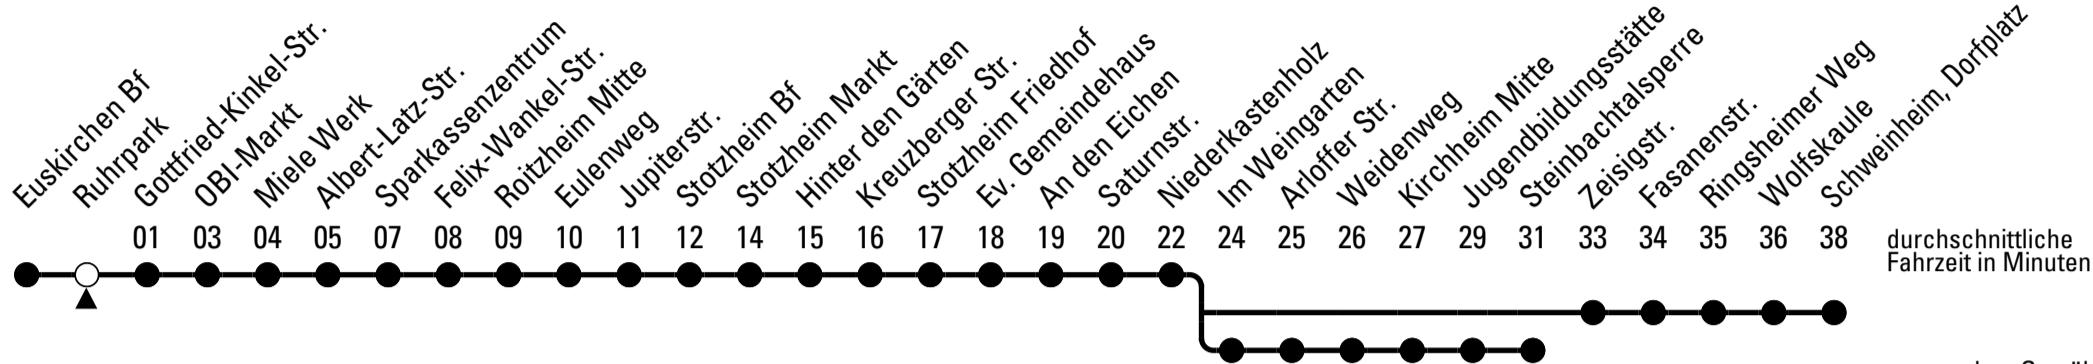 Euskirchen Bf
Ruhrpark
Gottfried-Kinkel-Str.
OBI-Markt
Miele Werk
Albert-Latz-Str.
Sparkassenzentrum
Felix-Wankel-Str.
Roitzheim Mitte
Eulenweg
Jupiterstr.
Stotzheim Bf
Stotzheim Markt
Hinter den Gärten
Kreuzberger Str.
Stotzheim Friedhof
Ev. Gemeindehaus
An den Eichen
Saturnstr.
Niederkastenholz
Im Weingarten
Arloffer Str.
Weidenweg
Kirchheim Mitte
Jugendbildungsstätte
Steinbachtalsperre
Zeisigstr.
Fasanenstr.
Ringsheimer Weg
Wolfskaule
Schweinheim, Dorfplatz
01 03 04 05 07 08 09 10 11 12 14 15 16 17 18 19 20 22 24 25 26 27 29 31 33 34 35 36 38
durchschnittliche
Fahrzeit in Minuten